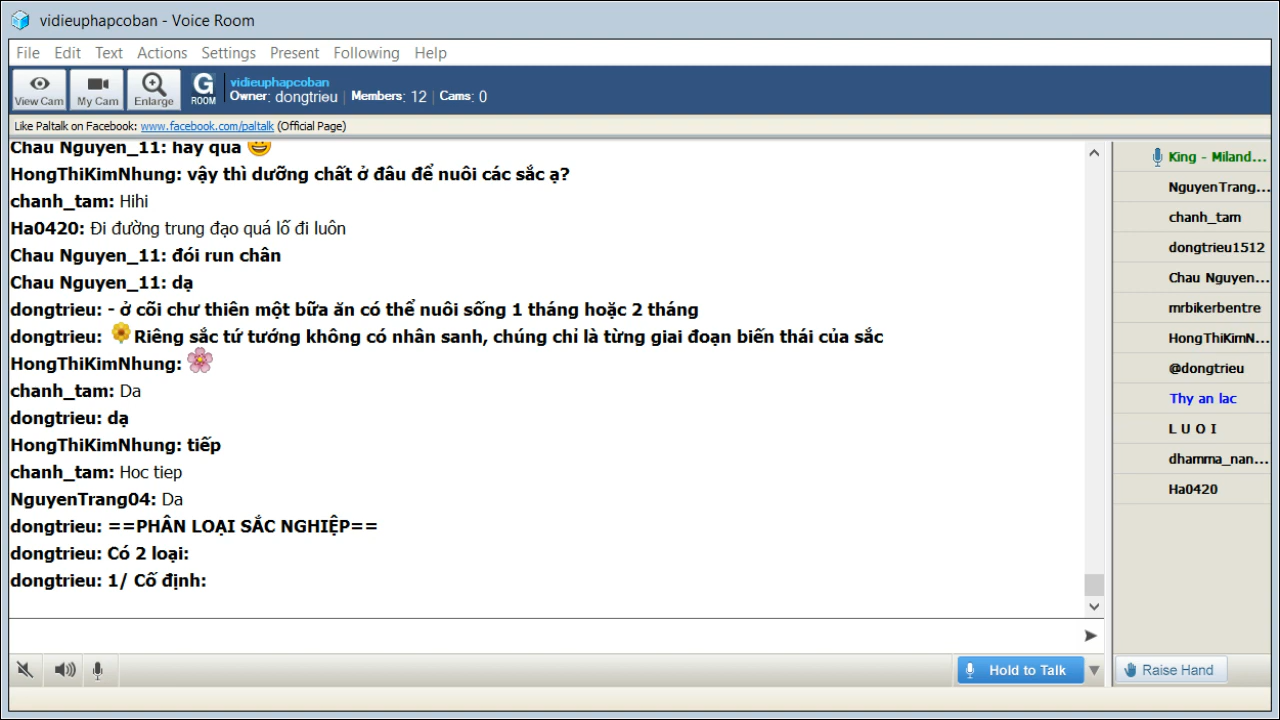 vidieuphapcoban - Voice Room
File Edit Text Actions Settings Present Following Help
View Cam
My Cam
Enlarge
G ROOM
vidieuphapcoban
Owner: dongtrieu | Members: 12 | Cams: 0
Like Paltalk on Facebook: www.facebook.com/paltalk (Official Page)
Chau Nguyen_11: hay qua
HongThiKimNhung: vậy thì dưỡng chất ở đâu để nuôi các sắc ạ?
chanh_tam: Hihi
Ha0420: Đi đường trung đạo quá lố đi luôn
Chau Nguyen_11: đói run chân
Chau Nguyen_11: dạ
dongtrieu: - ở cõi chư thiên một bữa ăn có thể nuôi sống 1 tháng hoặc 2 tháng
dongtrieu: Riêng sắc tứ tướng không có nhân sanh, chúng chỉ là từng giai đoạn biến thái của sắc
HongThiKimNhung:
chanh_tam: Da
dongtrieu: dạ
HongThiKimNhung: tiếp
chanh_tam: Hoc tiep
NguyenTrang04: Da
dongtrieu: ==PHÂN LOẠI SẮC NGHIỆP==
dongtrieu: Có 2 loại:
dongtrieu: 1/ Cố định:
King - Miland...
NguyenTrang...
chanh_tam
dongtrieu1512
Chau Nguyen...
mrbikerbentre
HongThiKimN...
@dongtrieu
Thy an lac
L U O I
dhamma_nan...
Ha0420
Hold to Talk
Raise Hand